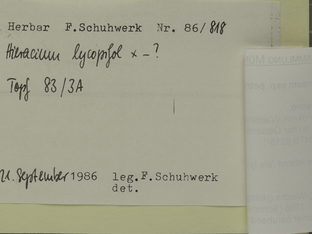 Herbar F.Schuhwerk Nr. 86/818
Hieracium lycopifol × - ?
Topf 83/3A
21. September 1986 leg. F.Schuhwerk
det.